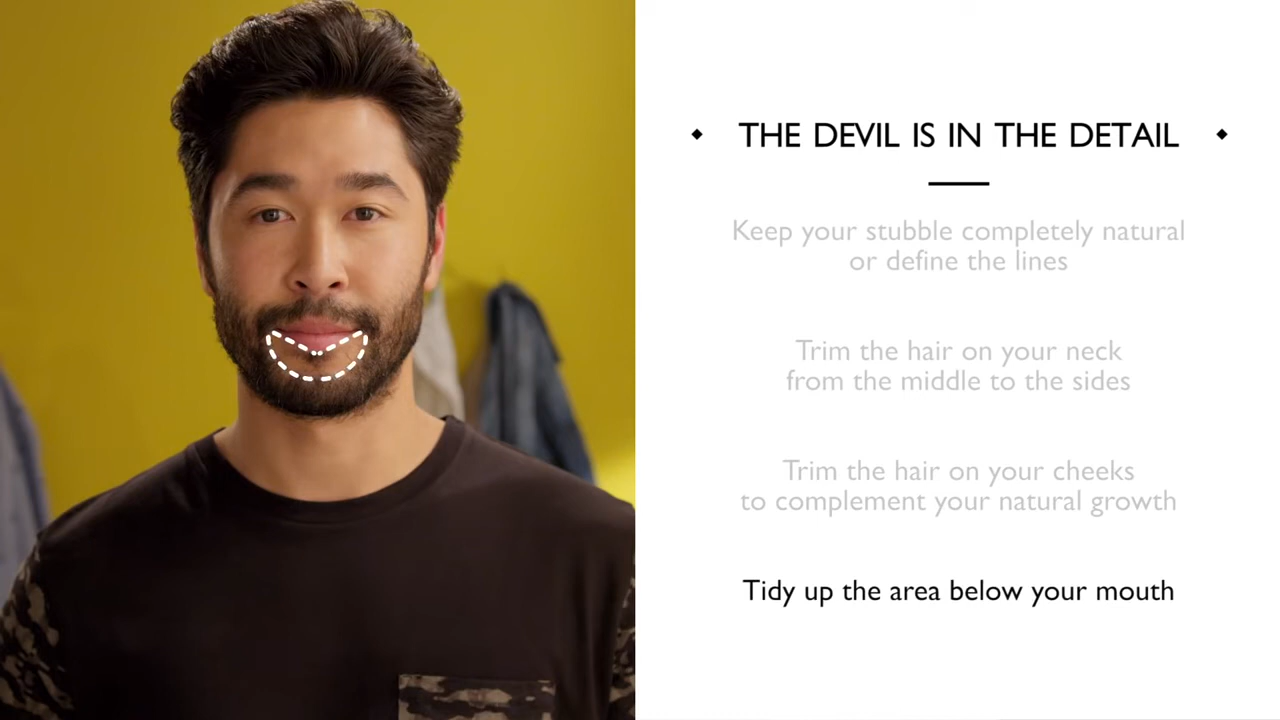 THE DEVIL IS IN THE DETAIL
Keep your stubble completely natural
or define the lines
Trim the hair on your neck
from the middle to the sides
Trim the hair on your cheeks
to complement your natural growth
Tidy up the area below your mouth